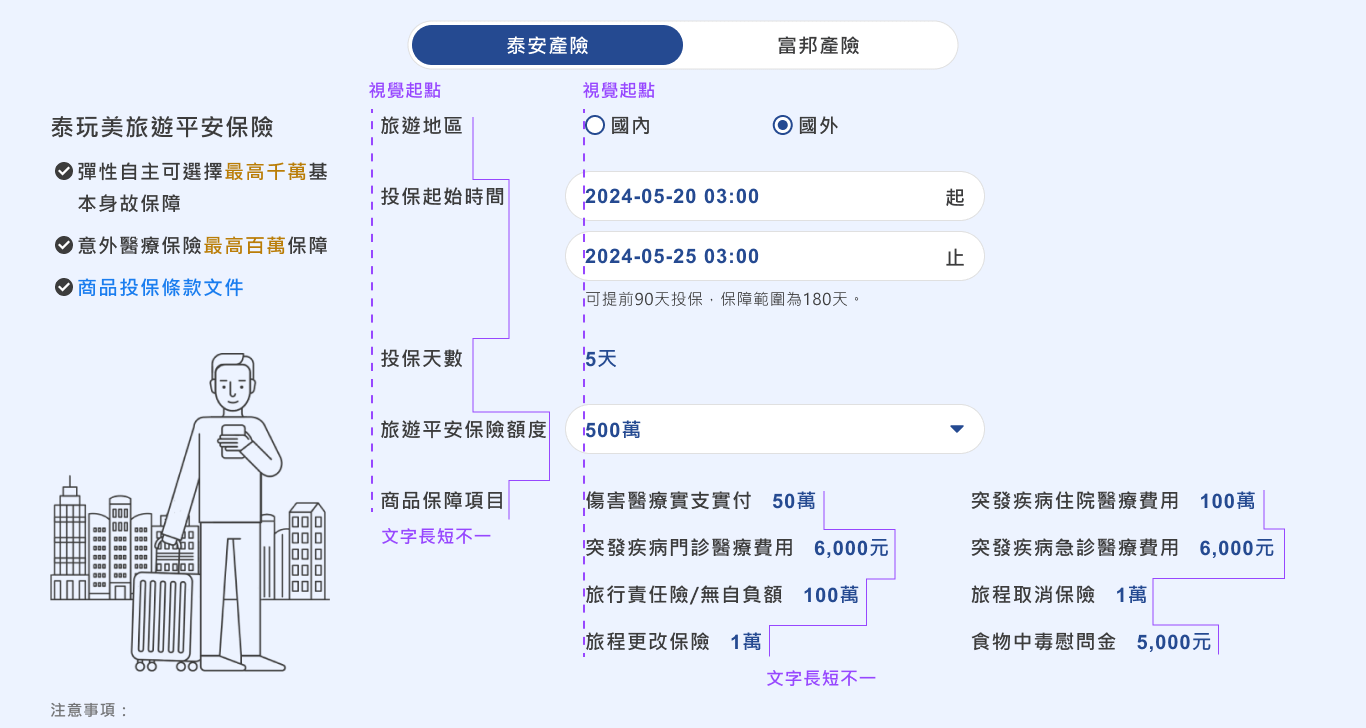 泰安產險 富邦產險
視覺起點 視覺起點
泰玩美旅遊平安保險
彈性自主可選擇最高千萬基
本身故保障
意外醫療保險最高百萬保障
商品投保條款文件
旅遊地區 國內 國外
投保起始時間 2024-05-20 03:00 起
2024-05-25 03:00 止
可提前90天投保，保障範圍為180天。
投保天數 5天
旅遊平安保險額度 500萬
商品保障項目 傷害醫療實支實付 50萬 突發疾病住院醫療費用 100萬
文字長短不一
突發疾病門診醫療費用 6,000元 突發疾病急診醫療費用 6,000元
旅行責任險/無自負額 100萬 旅程取消保險 1萬
旅程更改保險 1萬 食物中毒慰問金 5,000元
文字長短不一
注意事項：